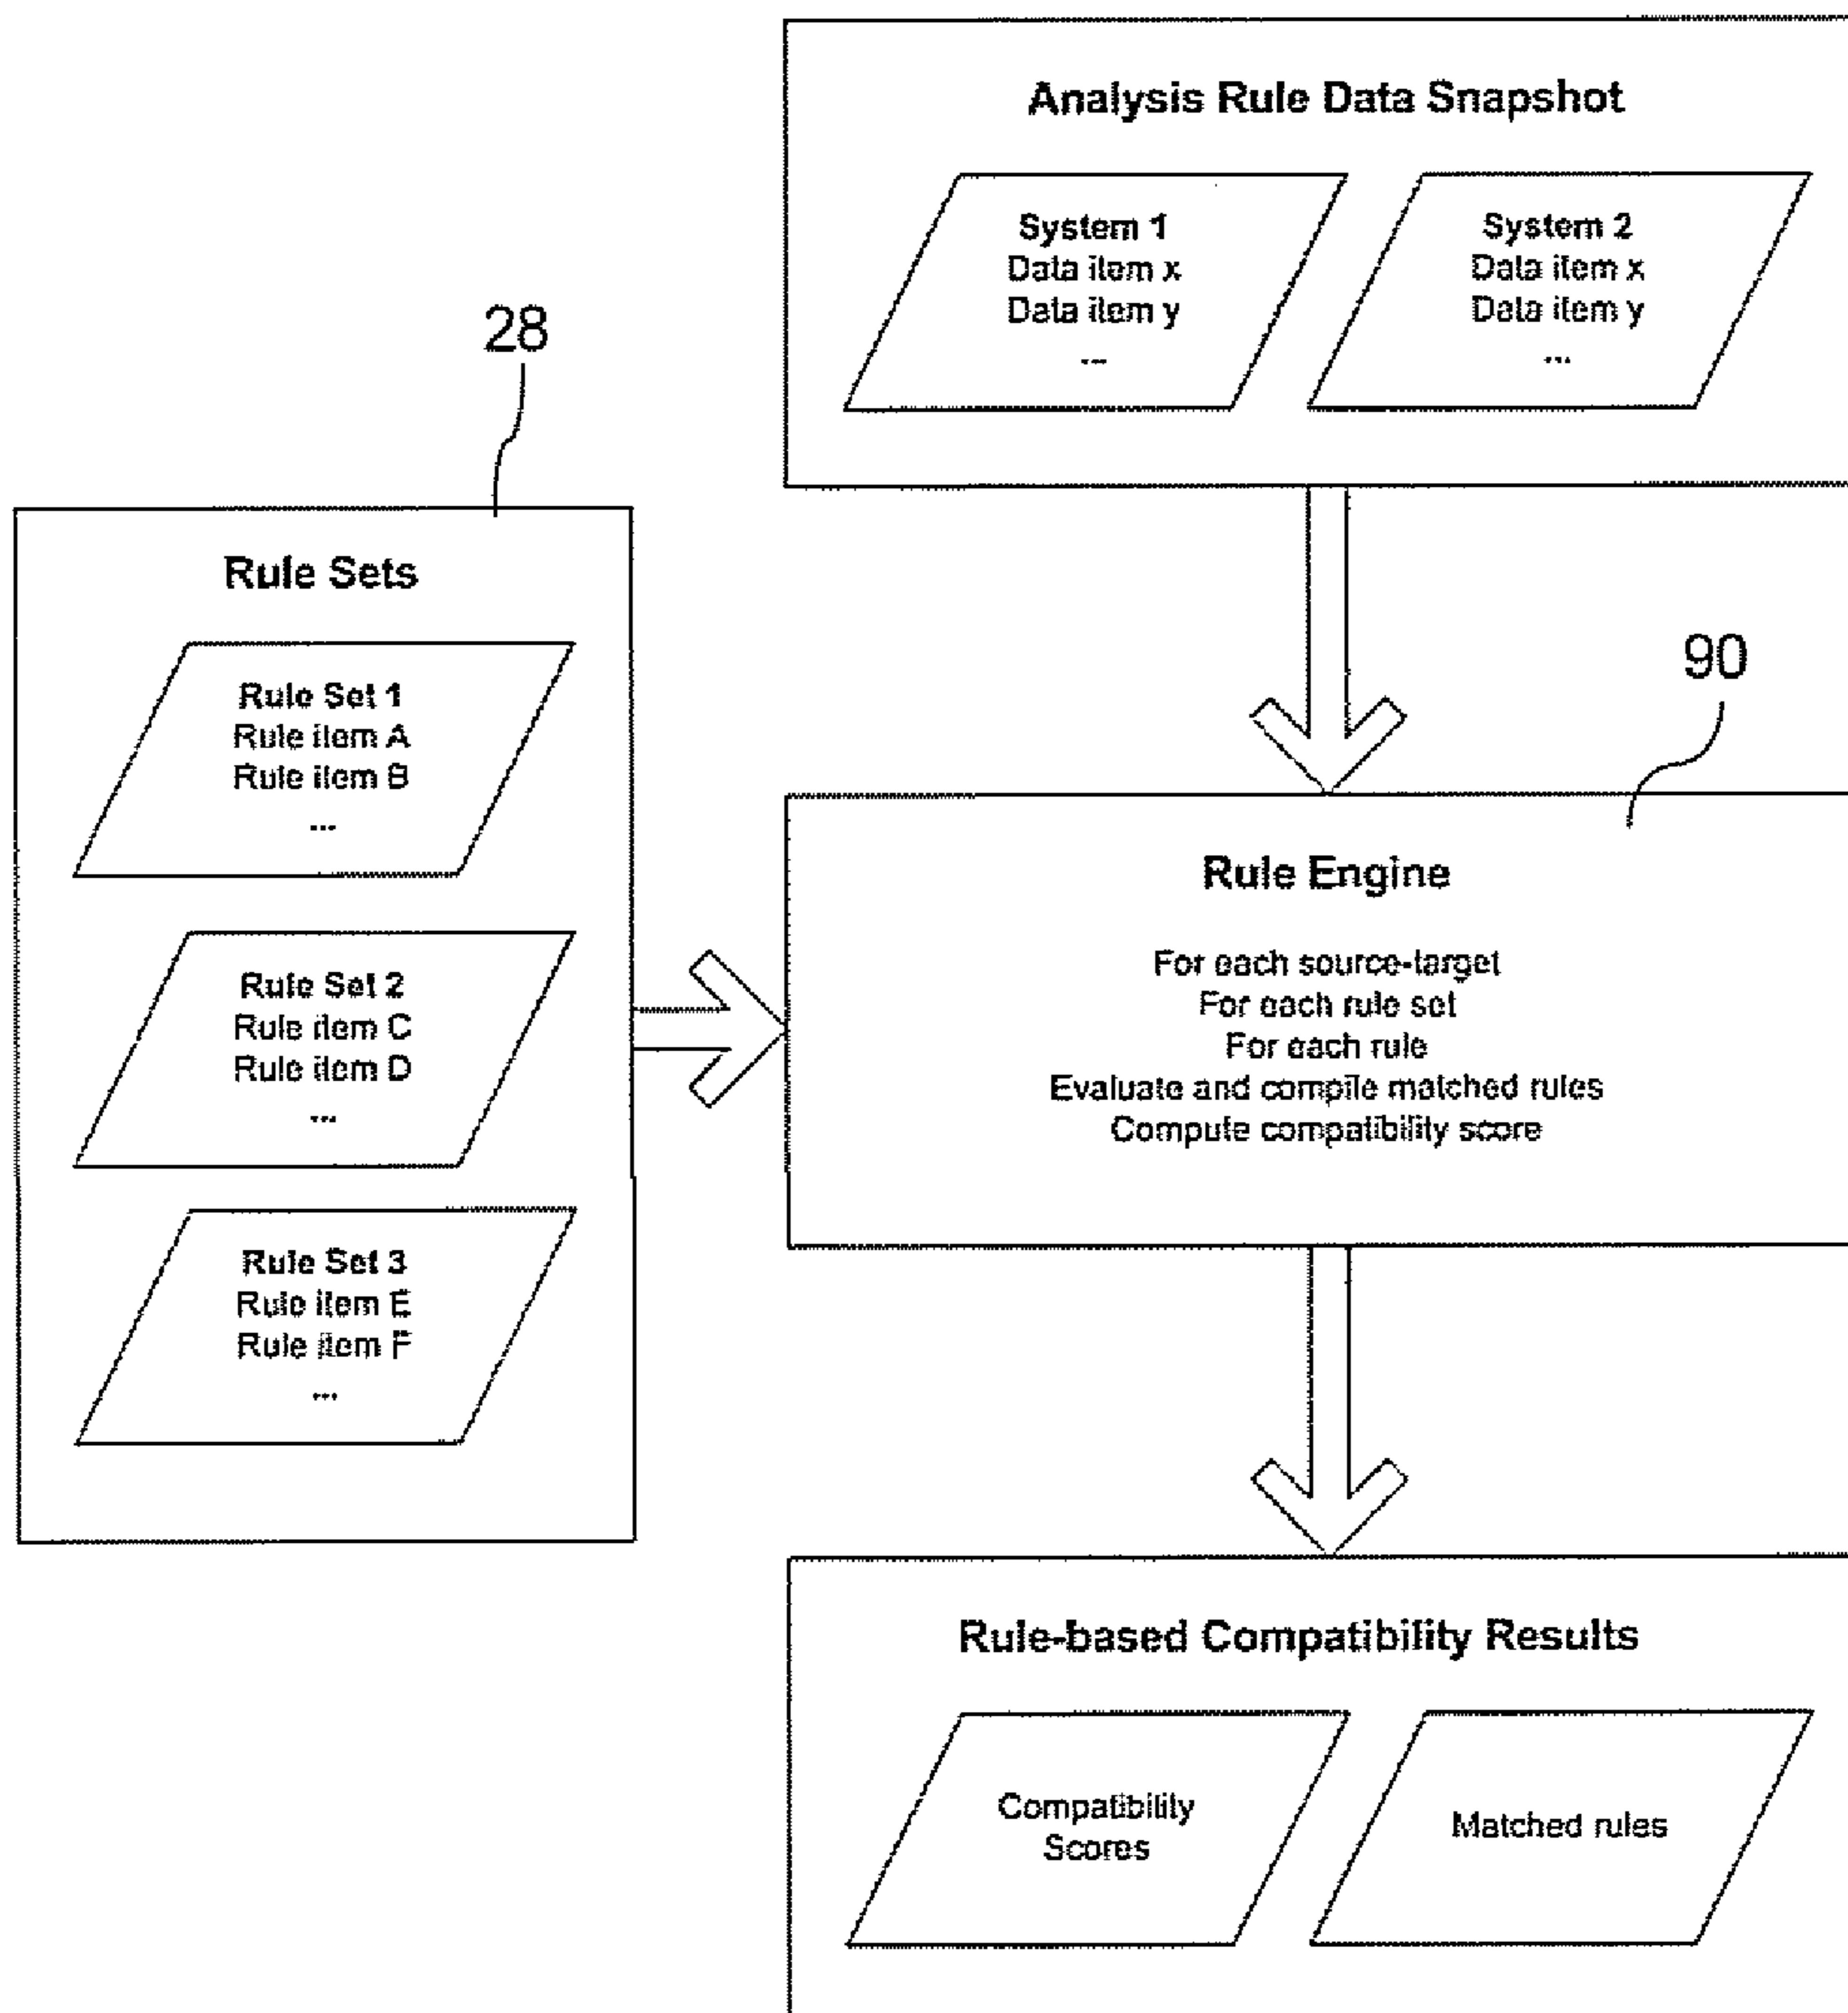 Analysis Rule Data Snapshot
System 1
Data item x
Data item y
...
System 2
Data item x
Data item y
...
28
Rule Sets
Rule Set 1
Rule item A
Rule item B
...
Rule Set 2
Rule item C
Rule item D
...
Rule Set 3
Rule item E
Rule item F
...
90
Rule Engine
For each source-target
For each rule set
For each rule
Evaluate and compile matched rules
Compute compatibility score
Rule-based Compatibility Results
Compatibility
Scores
Matched rules